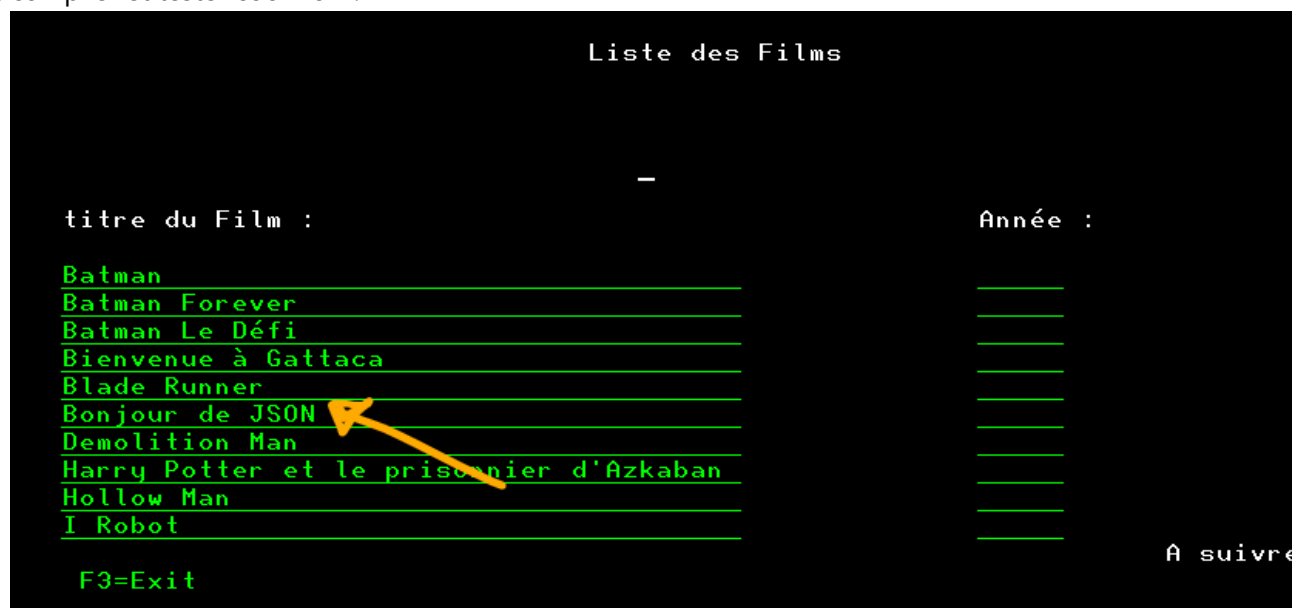 Liste des Films
titre du Film : Année :
Batman
Batman Forever
Batman Le Défi
Bienvenue à Gattaca
Blade Runner
Bonjour de JSON
Demolition Man
Harry Potter et le prisonnier d'Azkaban
Hollow Man
I Robot
A suivre
F3=Exit